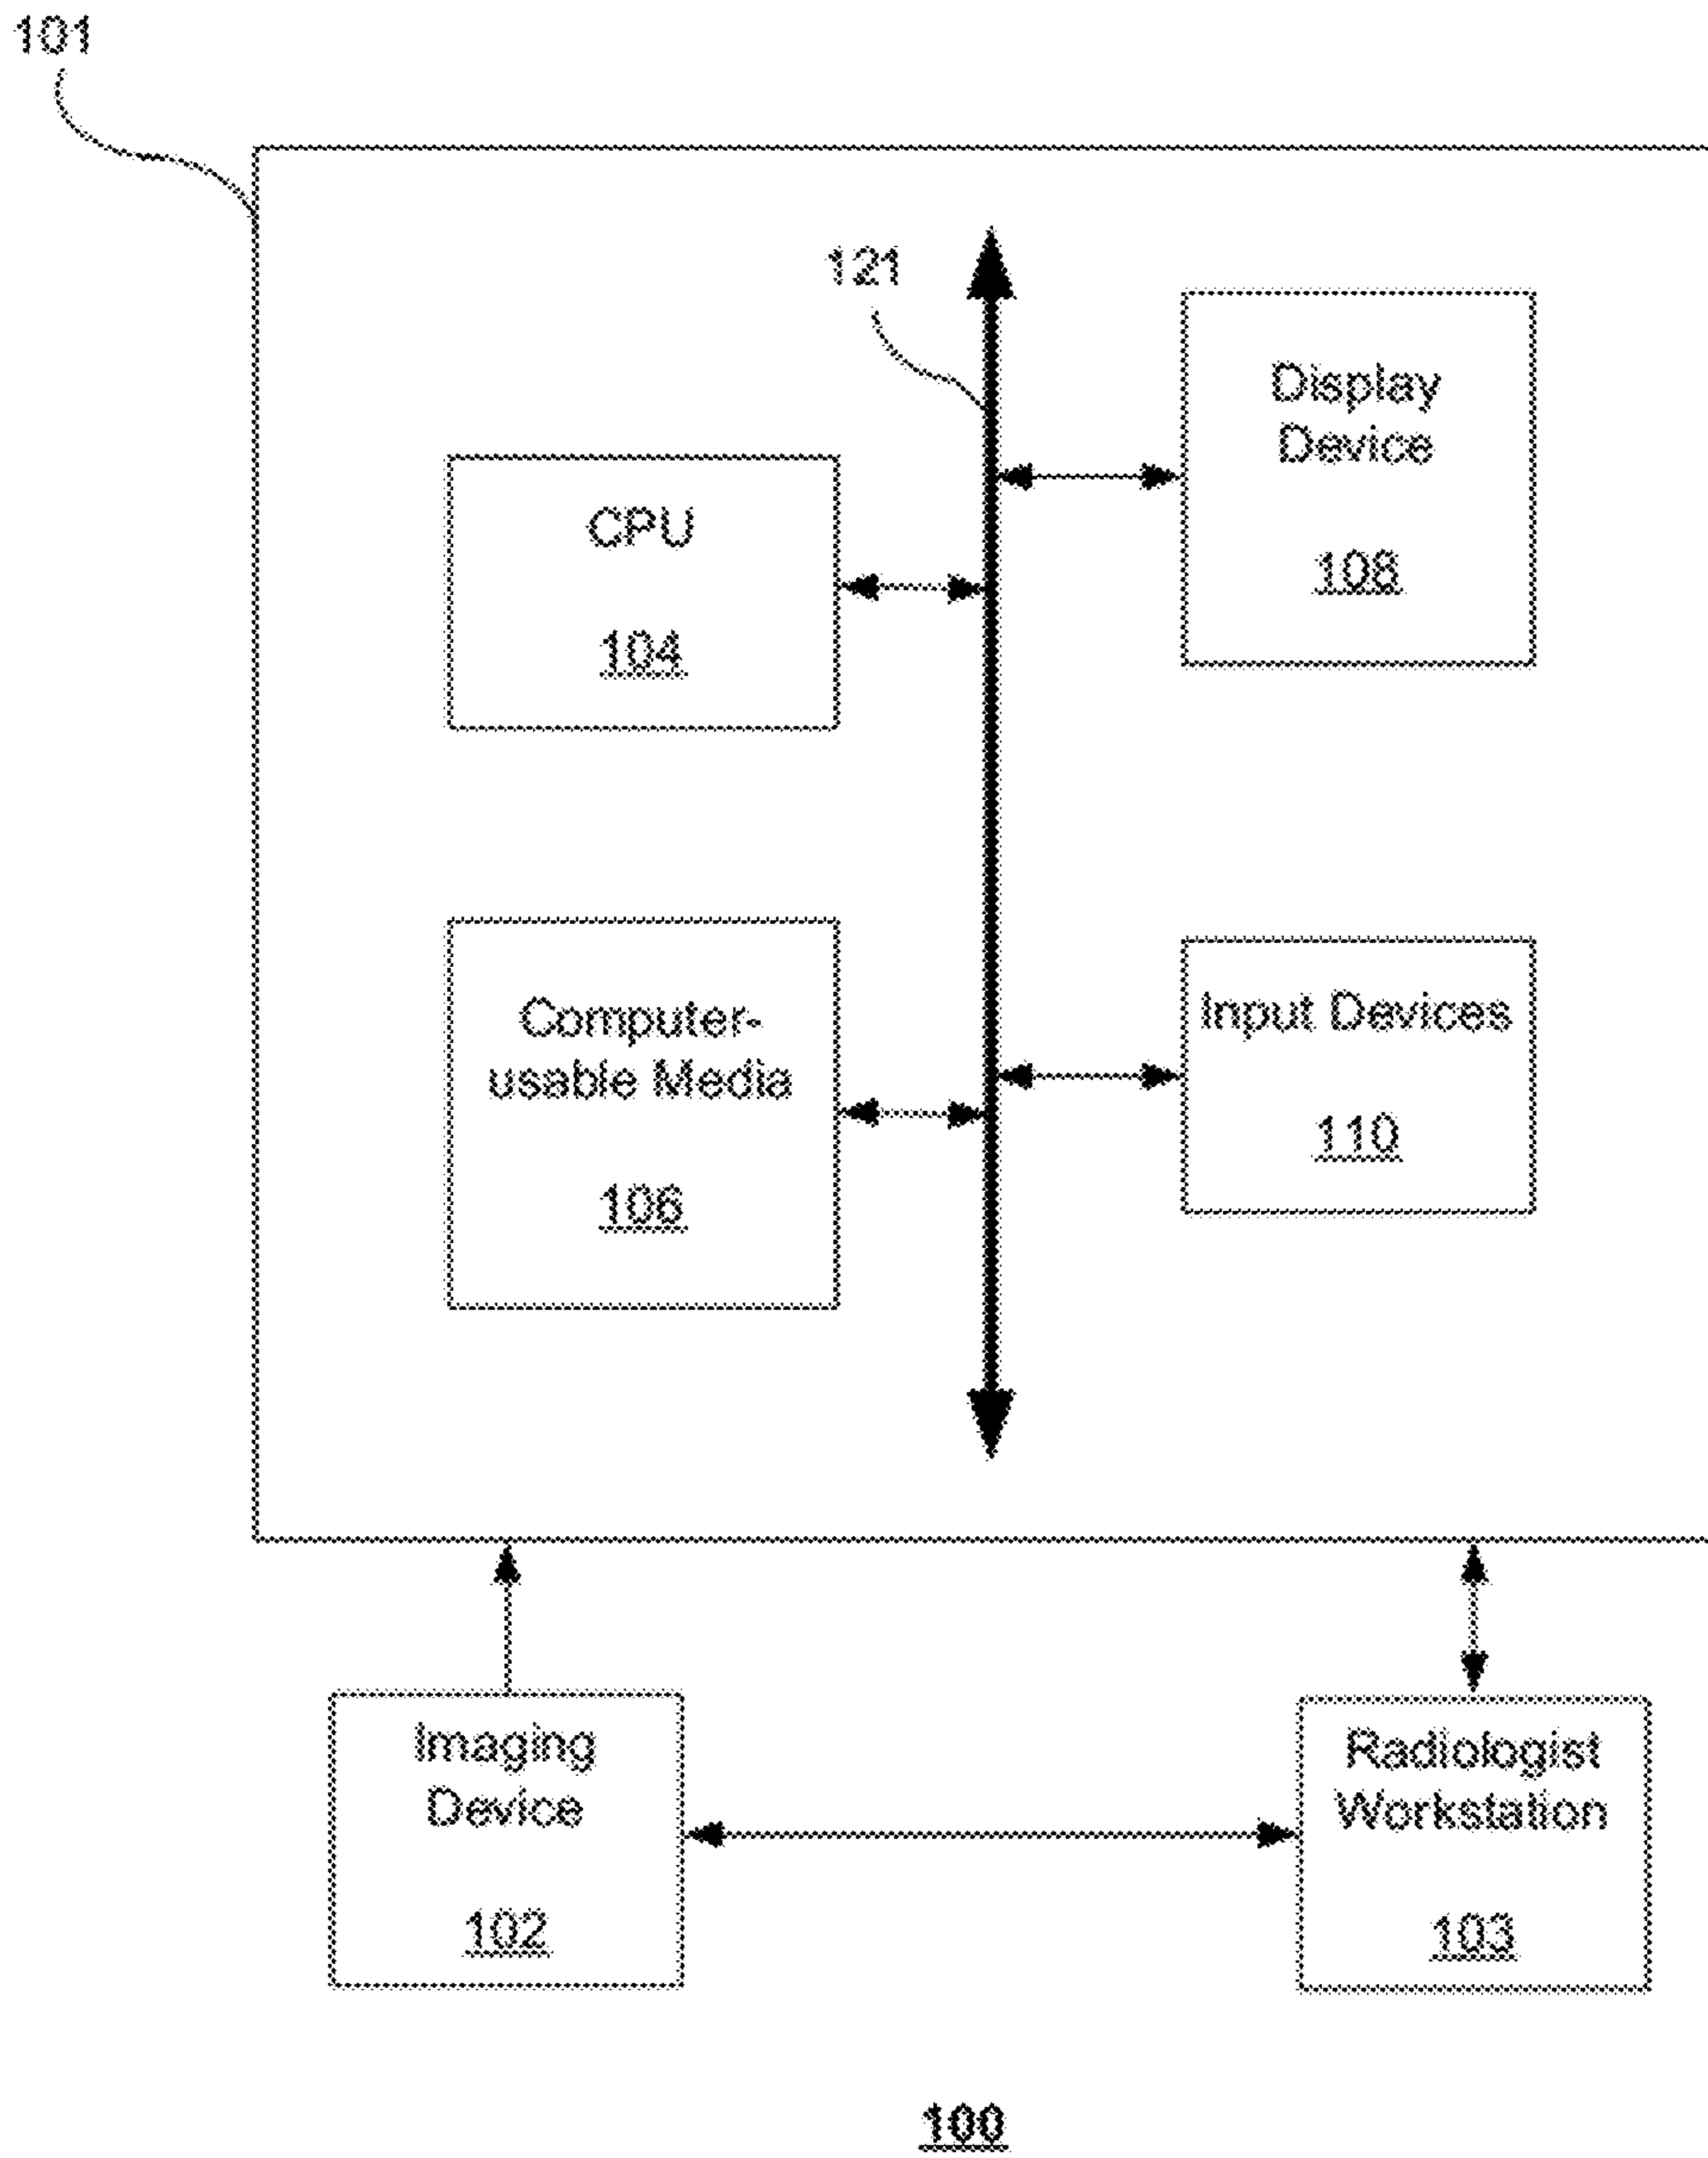 101
121
Display
Device
108
CPU
104
Computer-
usable Media
106
Input Devices
110
Imaging
Device
102
Radiologist
Workstation
103
100